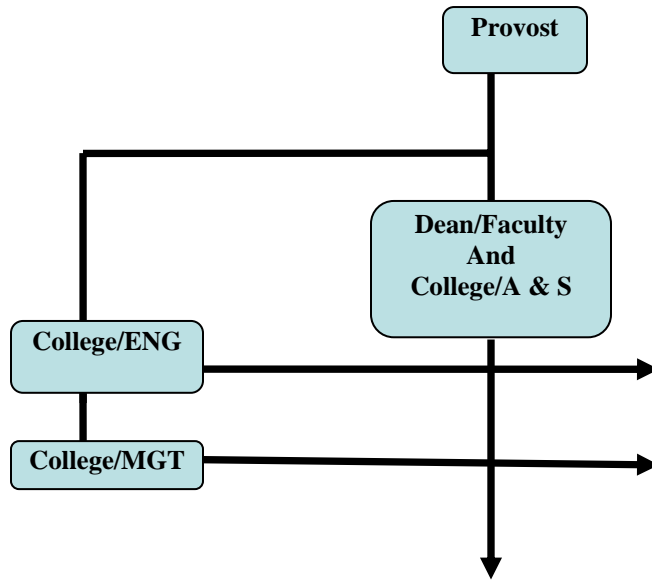 Provost
Dean/Faculty
And
College/A & S
College/ENG
College/MGT